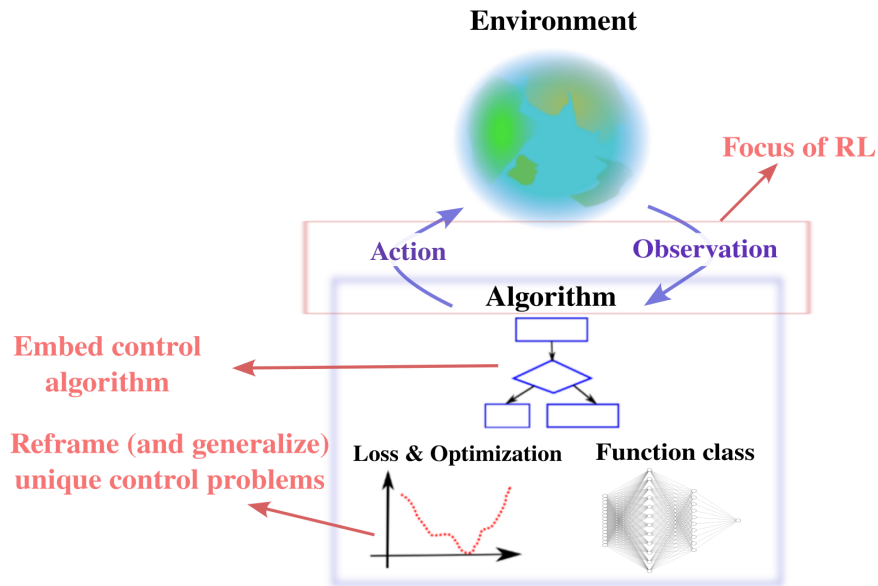 Environment
Focus of RL
Action
Observation
Algorithm
Embed control
algorithm
Reframe (and generalize)
unique control problems
Loss & Optimization
Function class